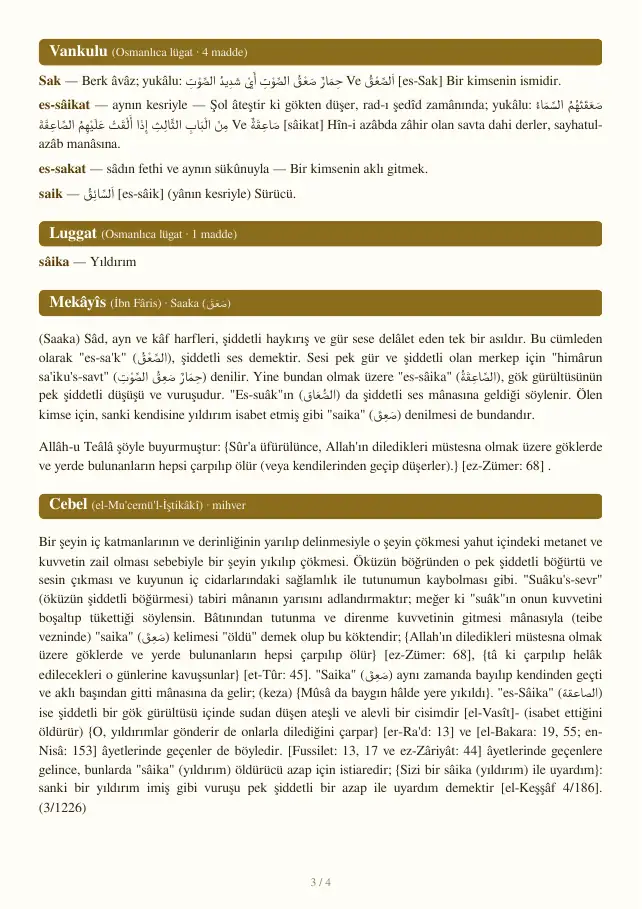 Vankulu (Osmanlıca lügat · 4 madde)
Sak — Berk âvâz; yukâlu: حِمَارٌ صَعْقُ الصَّوْتِ أَيْ شَدِيدُ الصَّوْتِ Ve اَلصَّعْقُ [es-Sak] Bir kimsenin ismidir.
es-sâikat — aynın kesriyle — Şol âteştir ki gökten düşer, rad-ı şedîd zamânında; yukâlu: صَعَقَتْهُمُ السَّمَاءُ
مِنْ الْبَابِ الثَّالِثِ إِذَا أَلْقَتْ عَلَيْهِمُ الصَّاعِقَةَ Ve صَاعِقَةٌ [sâikat] Hîn-i azâbda zâhir olan savta dahi derler, sayhatul-
azâb manâsına.
es-sakat — sâdın fethi ve aynın sükûnuyla — Bir kimsenin aklı gitmek.
saik — اَلسَّائِقُ [es-sâik] (yânın kesriyle) Sürücü.
Luggat (Osmanlıca lügat · 1 madde)
sâika — Yıldırım
Mekâyîs (İbn Fâris) · Saaka (صَعَقَ)
(Saaka) Sâd, ayn ve kâf harfleri, şiddetli haykırış ve gür sese delâlet eden tek bir asıldır. Bu cümleden
olarak "es-sa'k" (الصَّعْقُ), şiddetli ses demektir. Sesi pek gür ve şiddetli olan merkep için "himârun
sa'iku's-savt" (حِمَارٌ صَعِقُ الصَّوْتِ) denilir. Yine bundan olmak üzere "es-sâika" (الصَّاعِقَةُ), gök gürültüsünün
pek şiddetli düşüşü ve vuruşudur. "Es-suâk"ın (الصُّعَاقَ) da şiddetli ses mânasına geldiği söylenir. Ölen
kimse için, sanki kendisine yıldırım isabet etmiş gibi "saika" (صَعِقَ) denilmesi de bundandır.
Allâh-u Teâlâ şöyle buyurmuştur: {Sûr'a üfürülünce, Allah'ın diledikleri müstesna olmak üzere göklerde
ve yerde bulunanların hepsi çarpılıp ölür (veya kendilerinden geçip düşerler).} [ez-Zümer: 68] .
Cebel (el-Mu'cemü'l-İştikâkî) · mihver
Bir şeyin iç katmanlarının ve derinliğinin yarılıp delinmesiyle o şeyin çökmesi yahut içindeki metanet ve
kuvvetin zail olması sebebiyle bir şeyin yıkılıp çökmesi. Öküzün böğründen o pek şiddetli böğürtü ve
sesin çıkması ve kuyunun iç cidarlarındaki sağlamlık ile tutunumun kaybolması gibi. "Suâku's-sevr"
(öküzün şiddetli böğürmesi) tabiri mânanın yarısını adlandırmaktır; meğer ki "suâk"ın onun kuvvetini
boşaltıp tükettiği söylensin. Bâtınından tutunma ve direnme kuvvetinin gitmesi mânasıyla (teibe
vezninde) "saika" (صَعِقَ) kelimesi "öldü" demek olup bu köktendir; {Allah'ın diledikleri müstesna olmak
üzere göklerde ve yerde bulunanların hepsi çarpılıp ölür} [ez-Zümer: 68], {tâ ki çarpılıp helâk
edilecekleri o günlerine kavuşsunlar} [et-Tûr: 45]. "Saika" (صَعِقَ) aynı zamanda bayılıp kendinden geçti
ve aklı başından gitti mânasına da gelir; (keza) {Mûsâ da baygın hâlde yere yıkıldı}. "es-Sâika" (الصاعقة)
ise şiddetli bir gök gürültüsü içinde sudan düşen ateşli ve alevli bir cisimdir [el-Vasît]- (isabet ettiğini
öldürür) {O, yıldırımlar gönderir de onlarla dilediğini çarpar} [er-Ra'd: 13] ve [el-Bakara: 19, 55; en-
Nisâ: 153] âyetlerinde geçenler de böyledir. [Fussilet: 13, 17 ve ez-Zâriyât: 44] âyetlerinde geçenlere
gelince, bunlarda "sâika" (yıldırım) öldürücü azap için istiaredir; {Sizi bir sâika (yıldırım) ile uyardım}:
sanki bir yıldırım imiş gibi vuruşu pek şiddetli bir azap ile uyardım demektir [el-Keşşâf 4/186].
(3/1226)
3 / 4